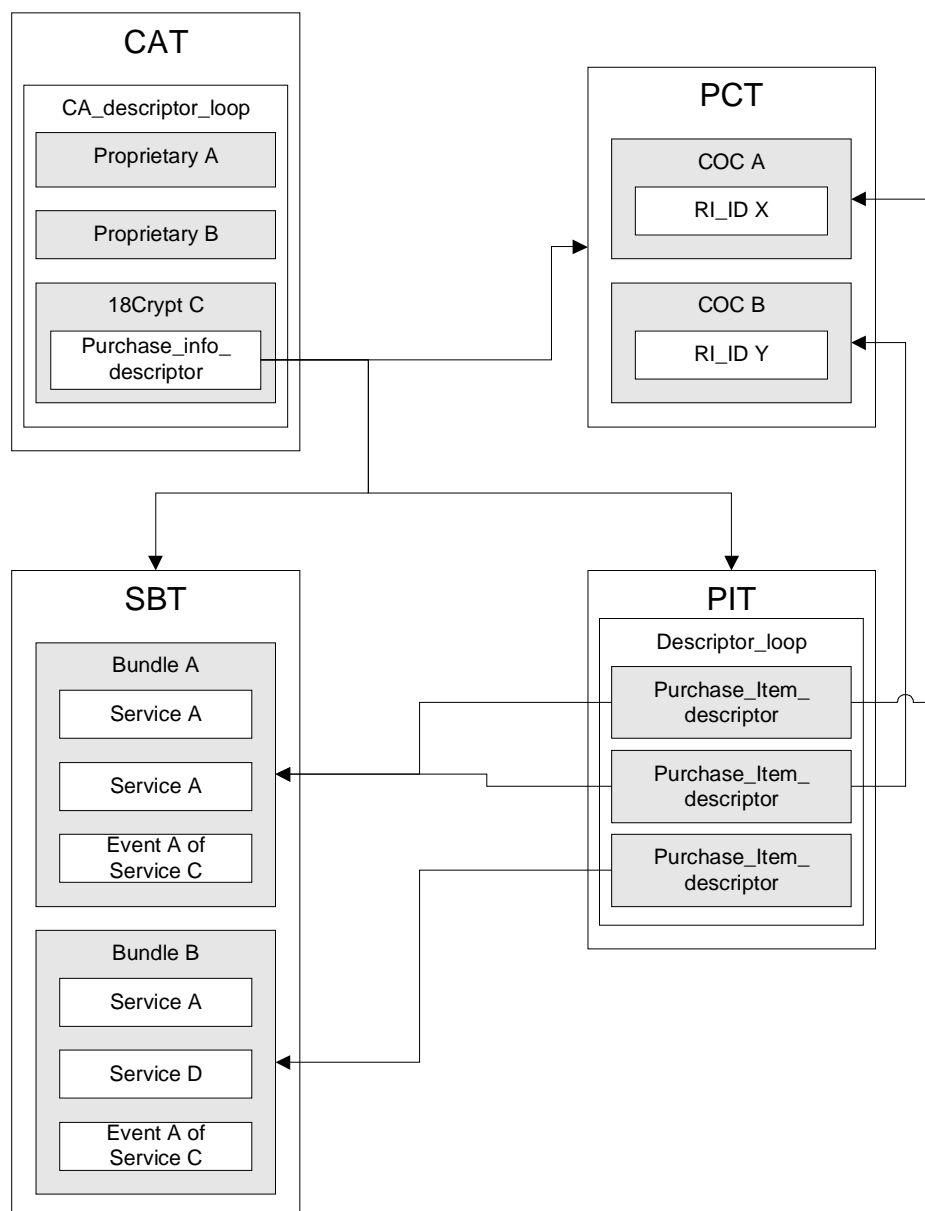 CAT
CA_descriptor_loop
Proprietary A
Proprietary B
18Crypt C
Purchase_info_
descriptor
PCT
COC A
RI_ID X
COC B
RI_ID Y
SBT
Bundle A
Service A
Service A
Event A of
Service C
Bundle B
Service A
Service D
Event A of
Service C
PIT
Descriptor_loop
Purchase_Item_
descriptor
Purchase_Item_
descriptor
Purchase_Item_
descriptor